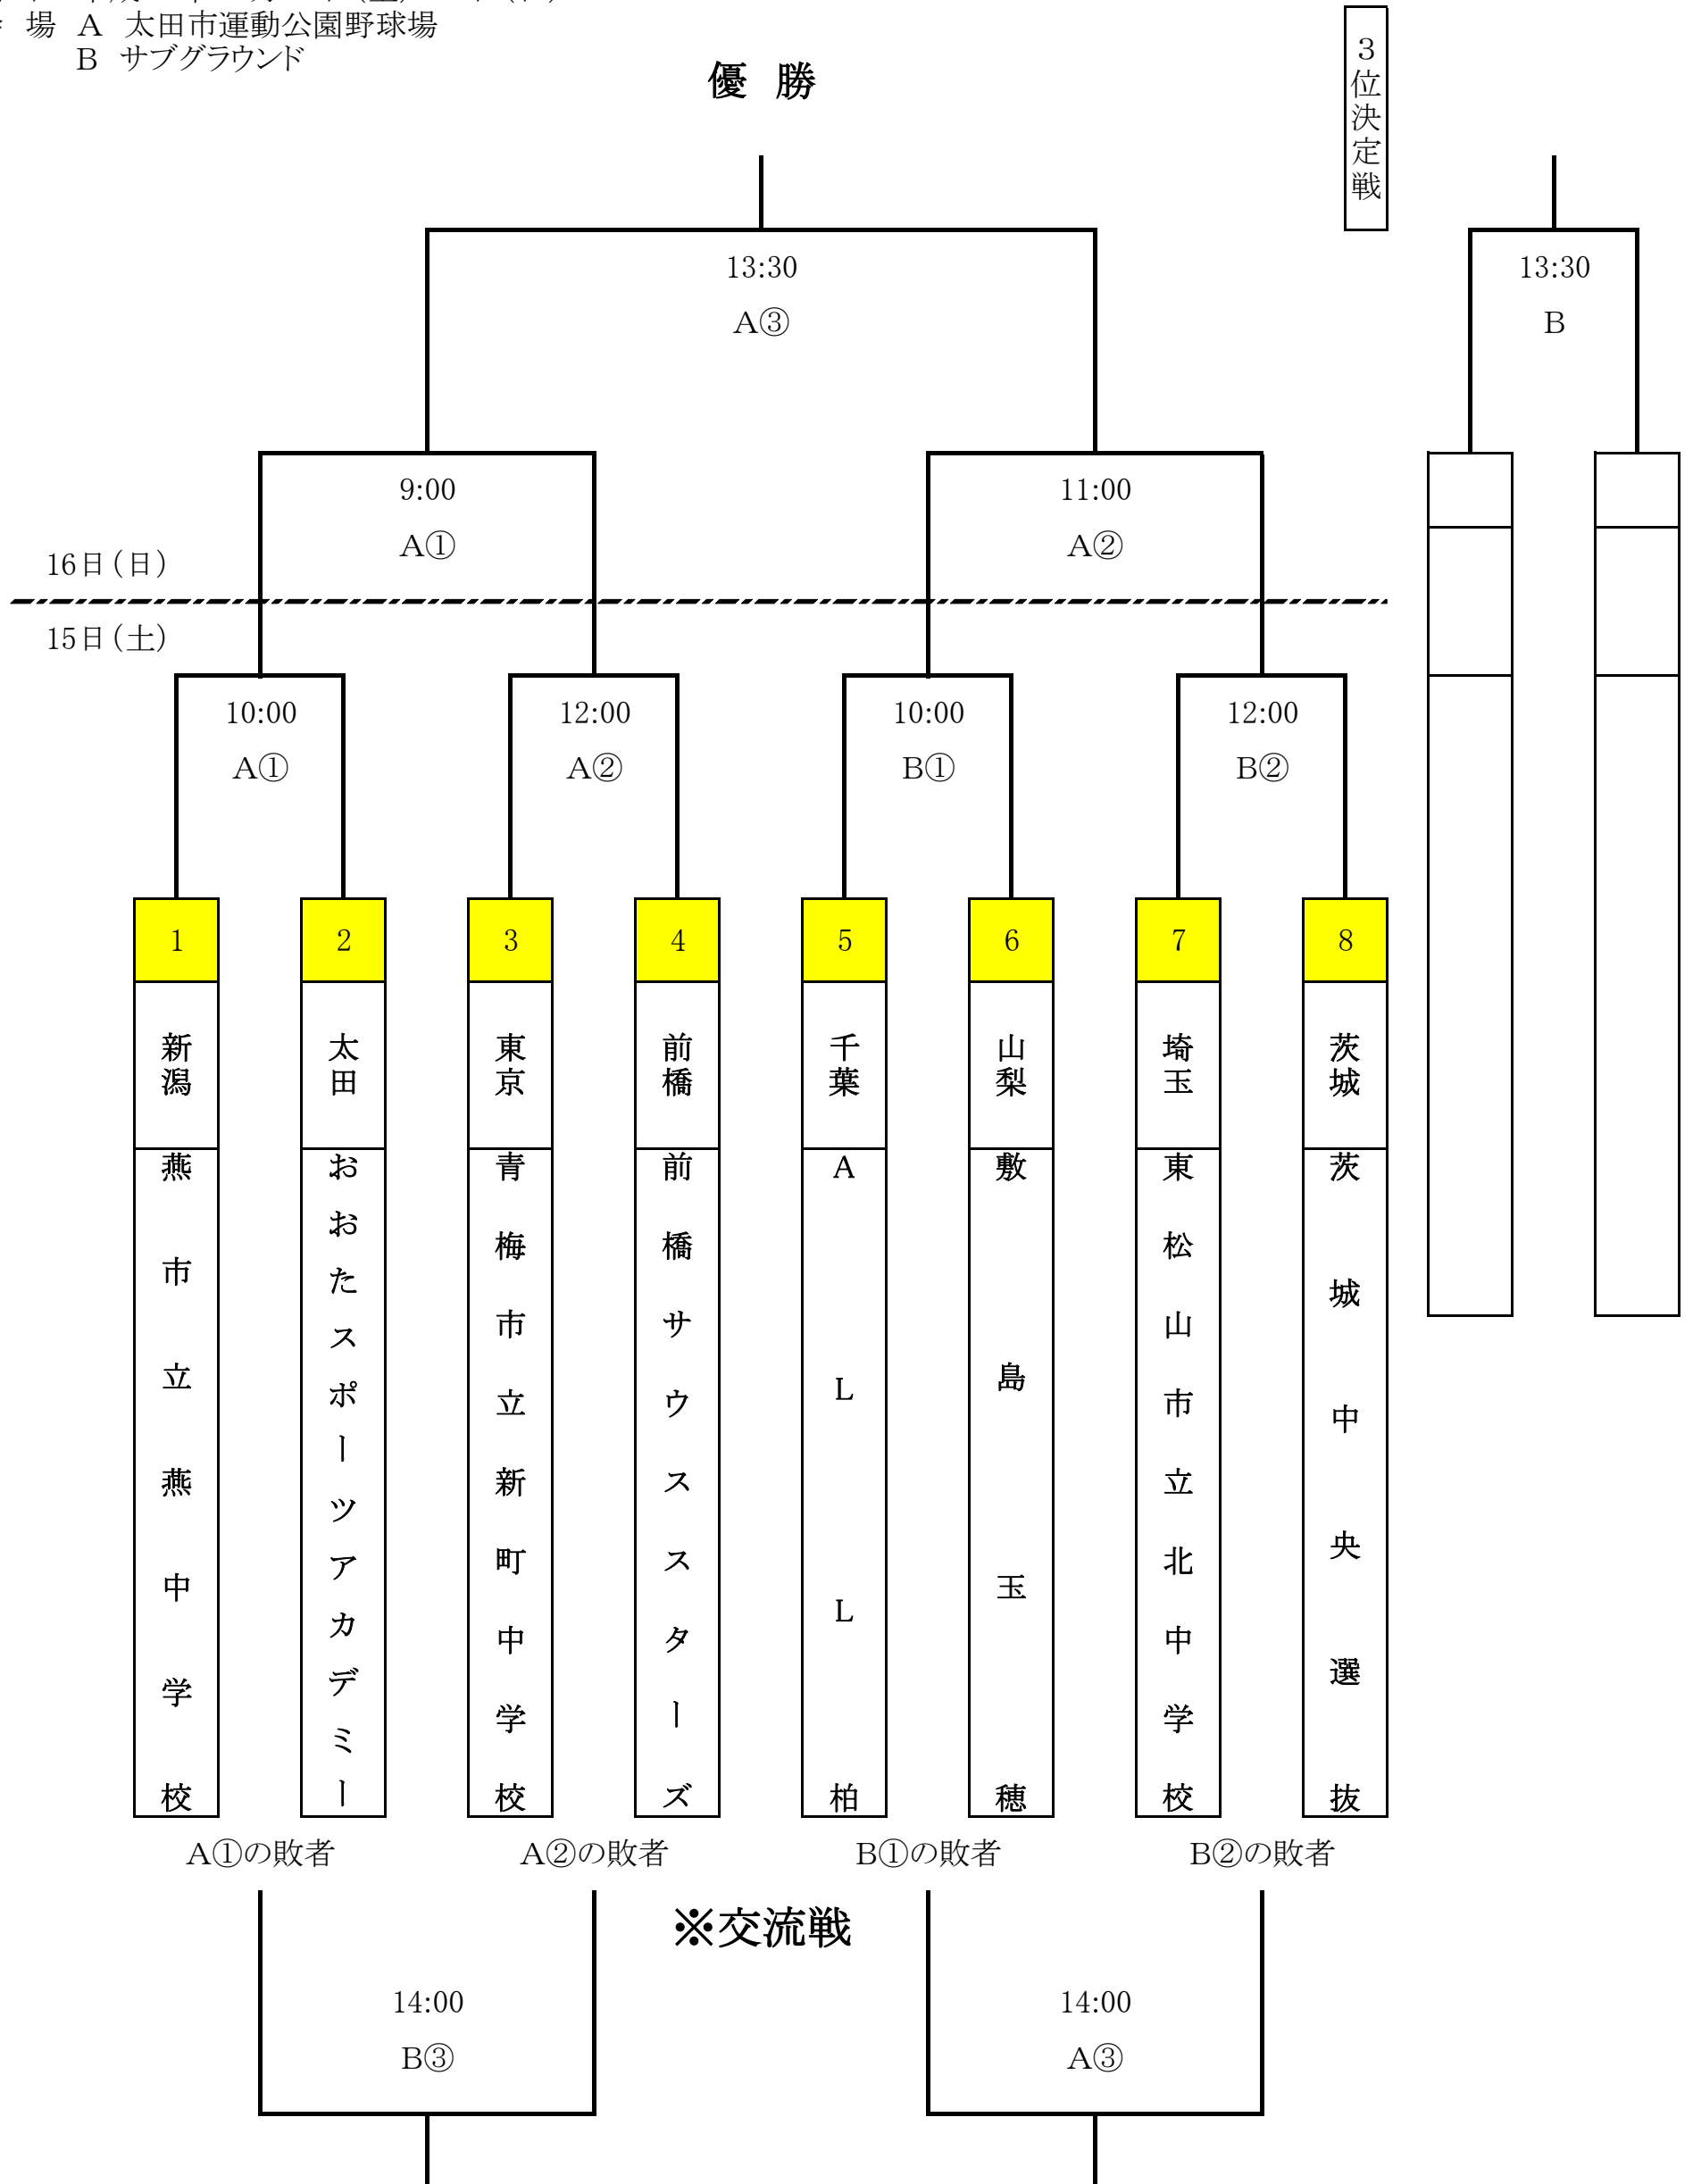 場 A 太田市運動公園野球場
B サブグラウンド
優 勝
3位決定戦
13:30
A③
13:30
B
9:00
A①
11:00
A②
16日(日)
15日(土)
10:00
A①
12:00
A②
10:00
B①
12:00
B②
1
2
3
4
5
6
7
8
新潟
太田
東京
前橋
千葉
山梨
埼玉
茨城
燕市立燕中学校
おおたスポーツアカデミー
青梅市立新町中学校
前橋サウススターズ
ALL柏
敷島玉穂
東松山市立北中学校
茨城中央選抜
A①の敗者
A②の敗者
B①の敗者
B②の敗者
※交流戦
14:00
B③
14:00
A③